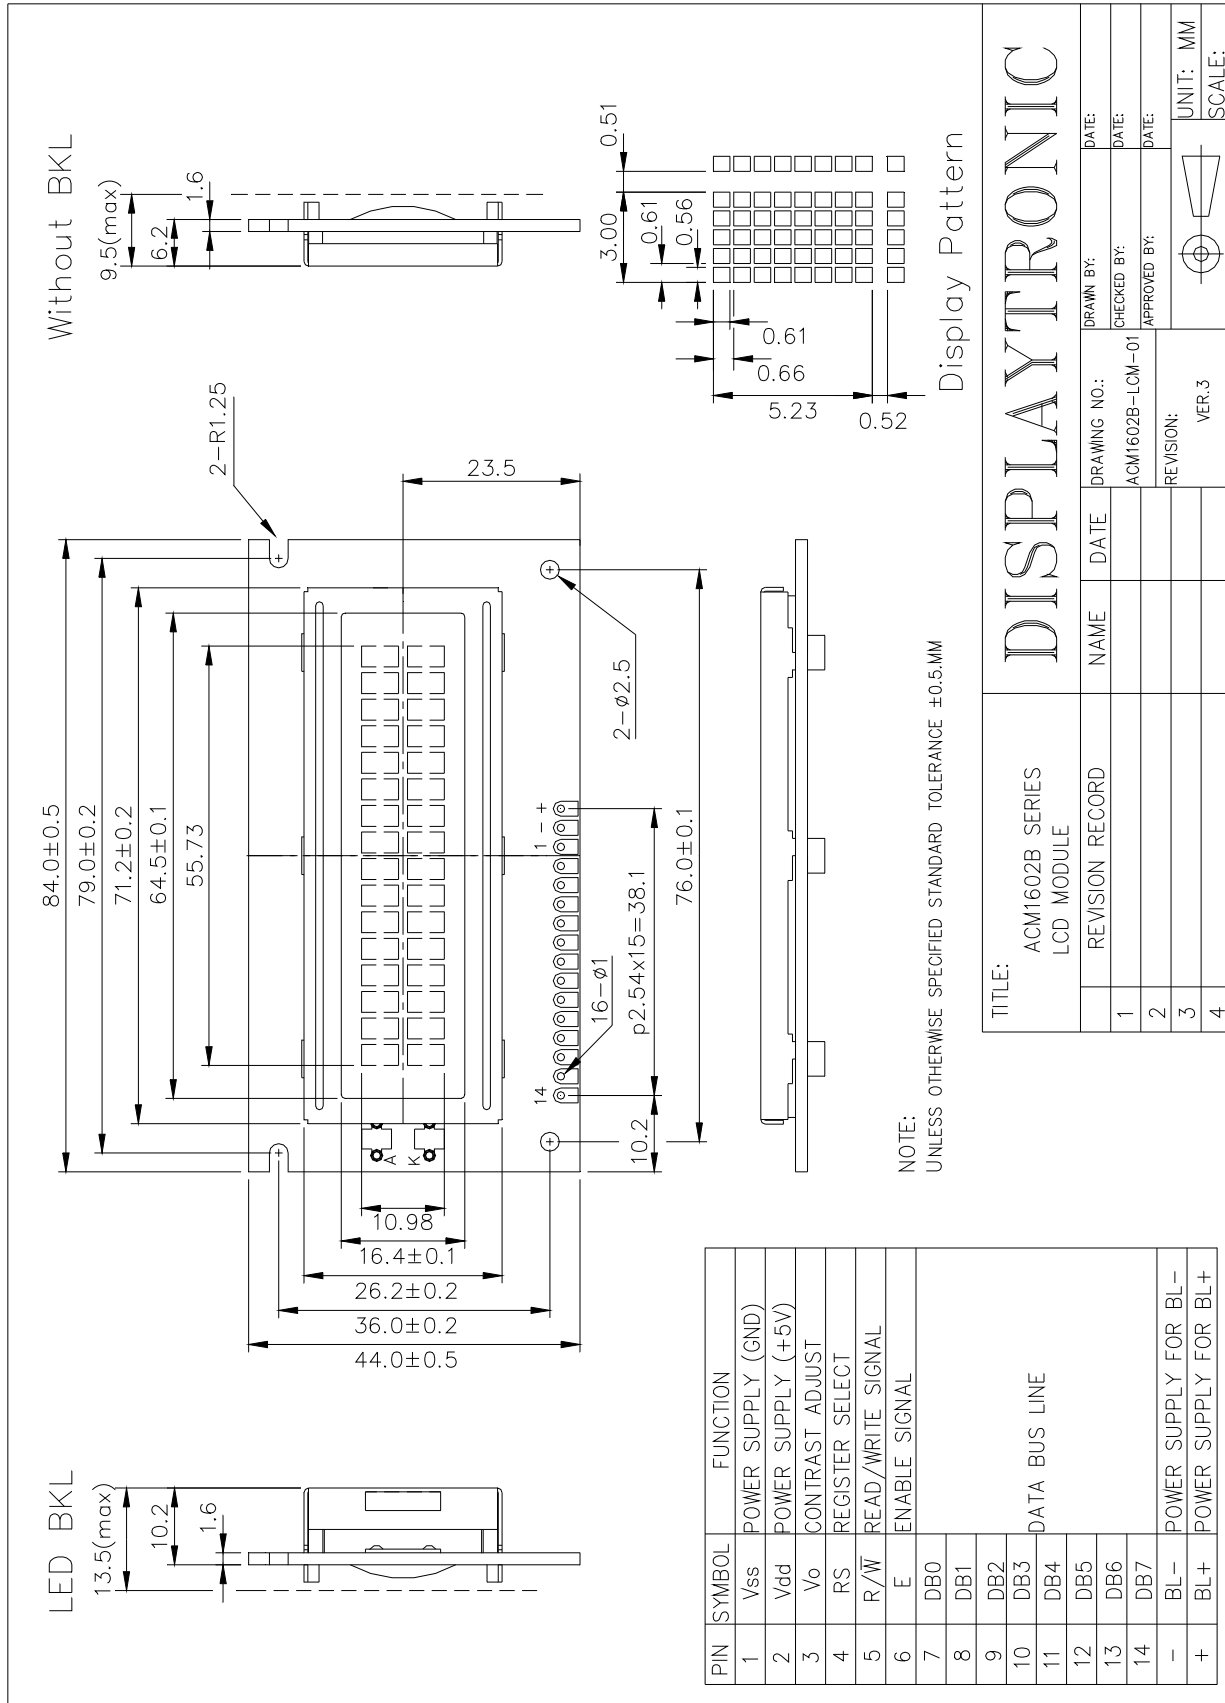 LED BKL
13.5(max)
10.2
1.6
84.0±0.5
79.0±0.2
71.2±0.2
64.5±0.1
55.73
2-R1.25
23.5
10.98
16.4±0.1
26.2±0.2
36.0±0.2
44.0±0.5
A
K
14
1 - +
16-ø1
p2.54x15=38.1
10.2
2-ø2.5
76.0±0.1
Without BKL
9.5(max)
6.2
1.6
3.00
0.51
0.61
0.56
0.61
0.66
5.23
0.52
Display Pattern
NOTE:
UNLESS OTHERWISE SPECIFIED STANDARD TOLERANCE ±0.5.MM
PIN SYMBOL FUNCTION
1 Vss POWER SUPPLY (GND)
2 Vdd POWER SUPPLY (+5V)
3 Vo CONTRAST ADJUST
4 RS REGISTER SELECT
5 R/W̅ READ/WRITE SIGNAL
6 E ENABLE SIGNAL
7 DB0
8 DB1
9 DB2
10 DB3 DATA BUS LINE
11 DB4
12 DB5
13 DB6
14 DB7
- BL- POWER SUPPLY FOR BL-
+ BL+ POWER SUPPLY FOR BL+
TITLE:
ACM1602B SERIES
LCD MODULE
DISPLAYTRONIC
REVISION RECORD NAME DATE
1
2
3
4
DRAWING NO.:
ACM1602B-LCM-01
REVISION:
VER.3
DRAWN BY: DATE:
CHECKED BY: DATE:
APPROVED BY: DATE:
UNIT: MM
SCALE: